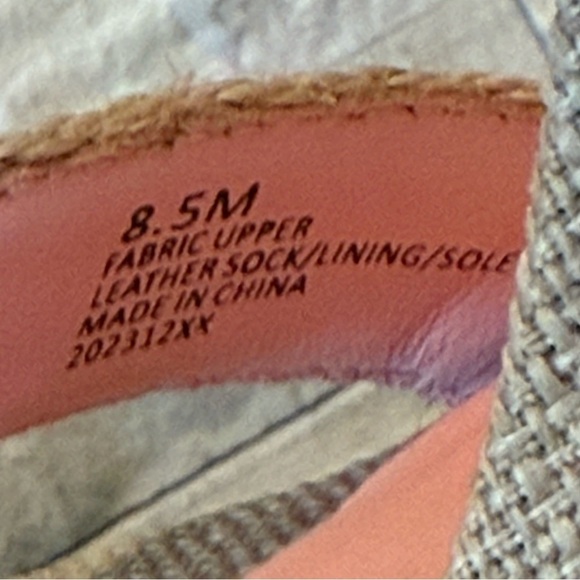 8.5M
FABRIC UPPER
LEATHER SOCK/LINING/SOLE
MADE IN CHINA
202312XX